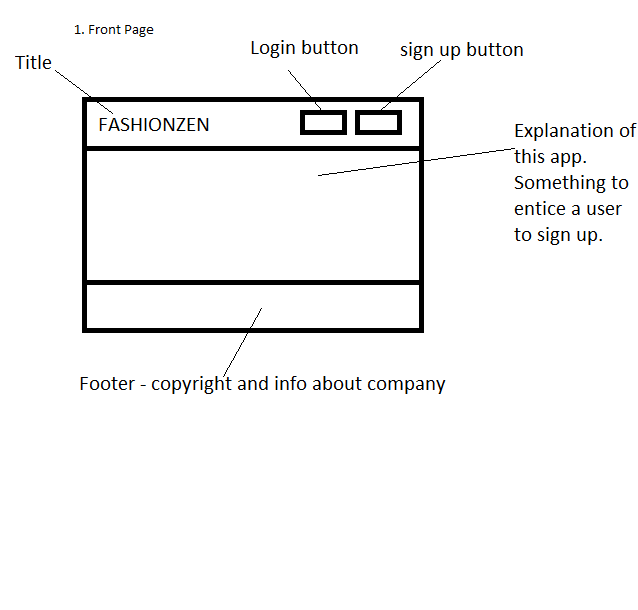 1. Front Page
Login button
sign up button
Title
FASHIONZEN
Explanation of
this app.
Something to
entice a user
to sign up.
Footer - copyright and info about company